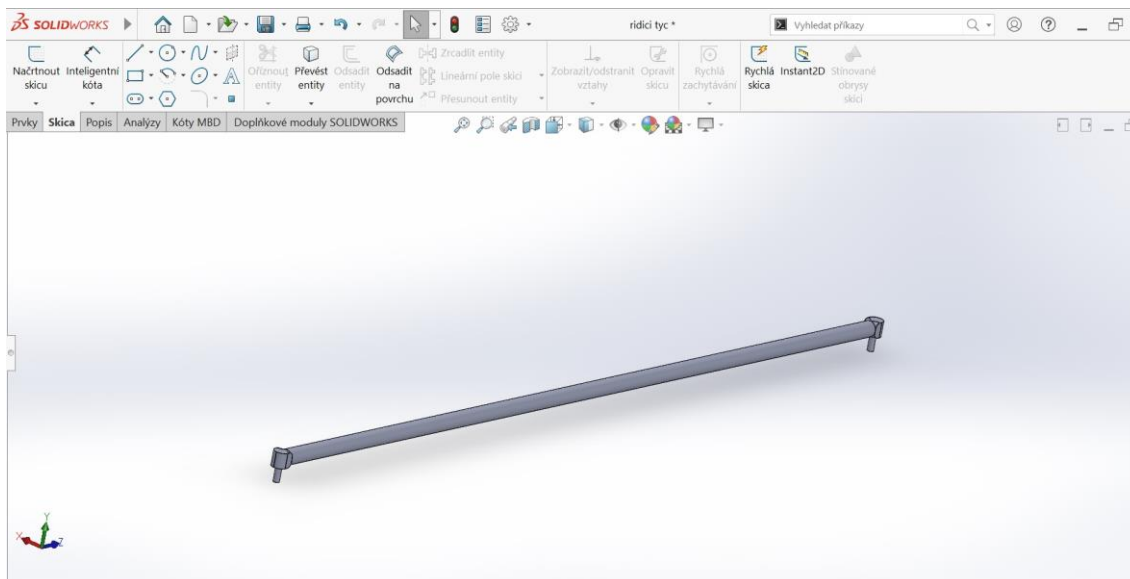 SOLIDWORKS
ridici tyc *
Vyhledat příkazy
Načrtnout skicu
Inteligentní kóta
Oříznout entity
Převést entity
Odsadit entity
Odsadit na povrchu
Zrcadlit entity
Lineární pole skici
Přesunout entity
Zobrazit/odstranit vztahy
Opravit skicu
Rychlá zachytávání
Rychlá skica
Instant2D
Stínované obrysy skici
Prvky Skica Popis Analýzy Kóty MBD Doplňkové moduly SOLIDWORKS
Y
X
Z